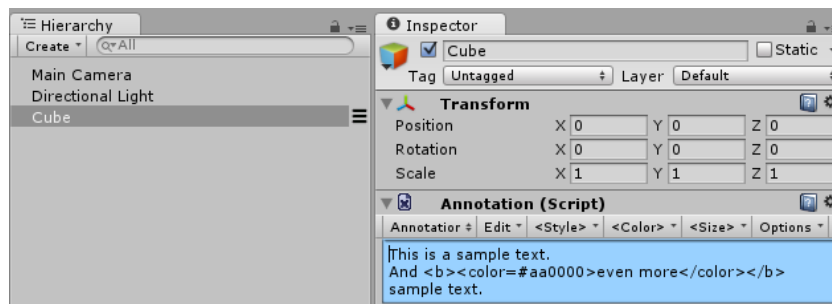 Hierarchy
Create All
Main Camera
Directional Light
Cube
Inspector
Cube Static
Tag Untagged Layer Default
Transform
Position X 0 Y 0 Z 0
Rotation X 0 Y 0 Z 0
Scale X 1 Y 1 Z 1
Annotation (Script)
Annotatior Edit <Style> <Color> <Size> Options
This is a sample text.
And <b><color=#aa0000>even more</color></b>
sample text.